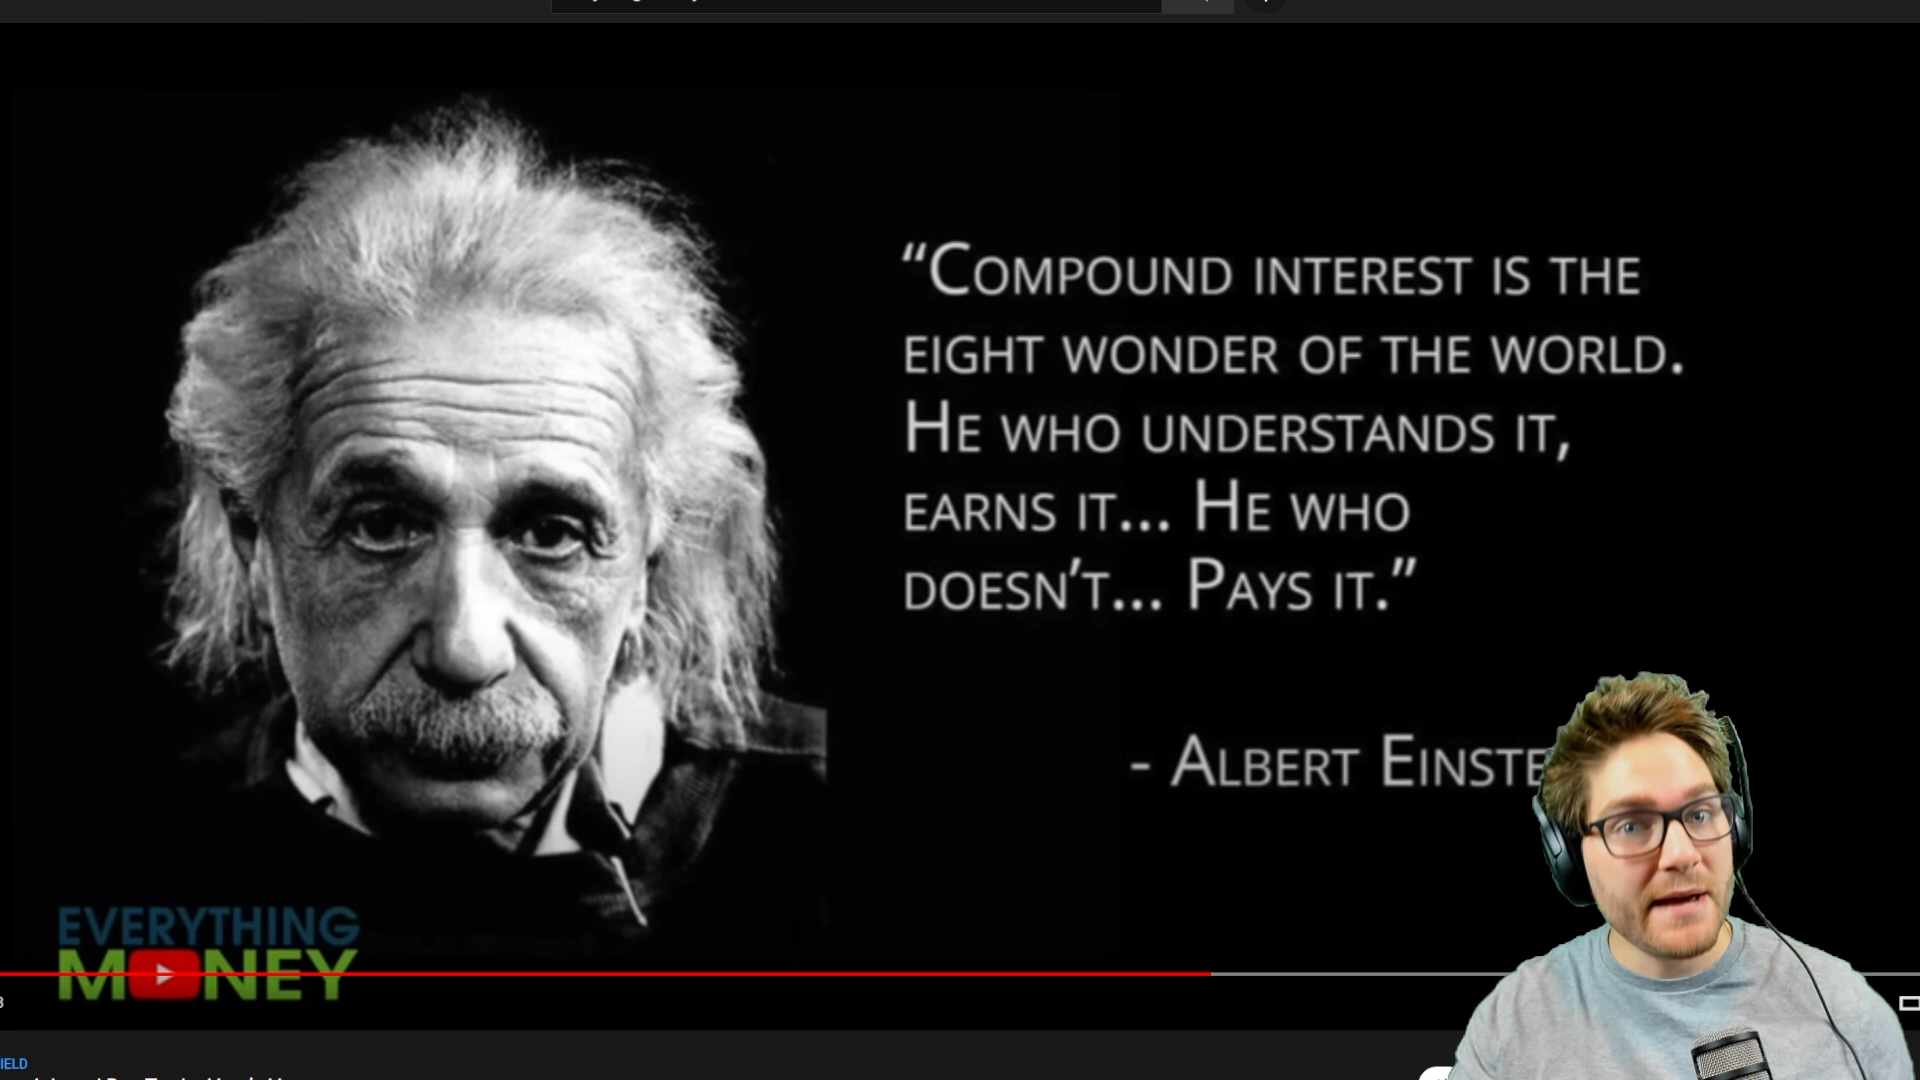 “Compound interest is the
eight wonder of the world.
He who understands it,
earns it... He who
doesn’t... Pays it.”
- Albert Einste
EVERYTHING
MONEY
IELD